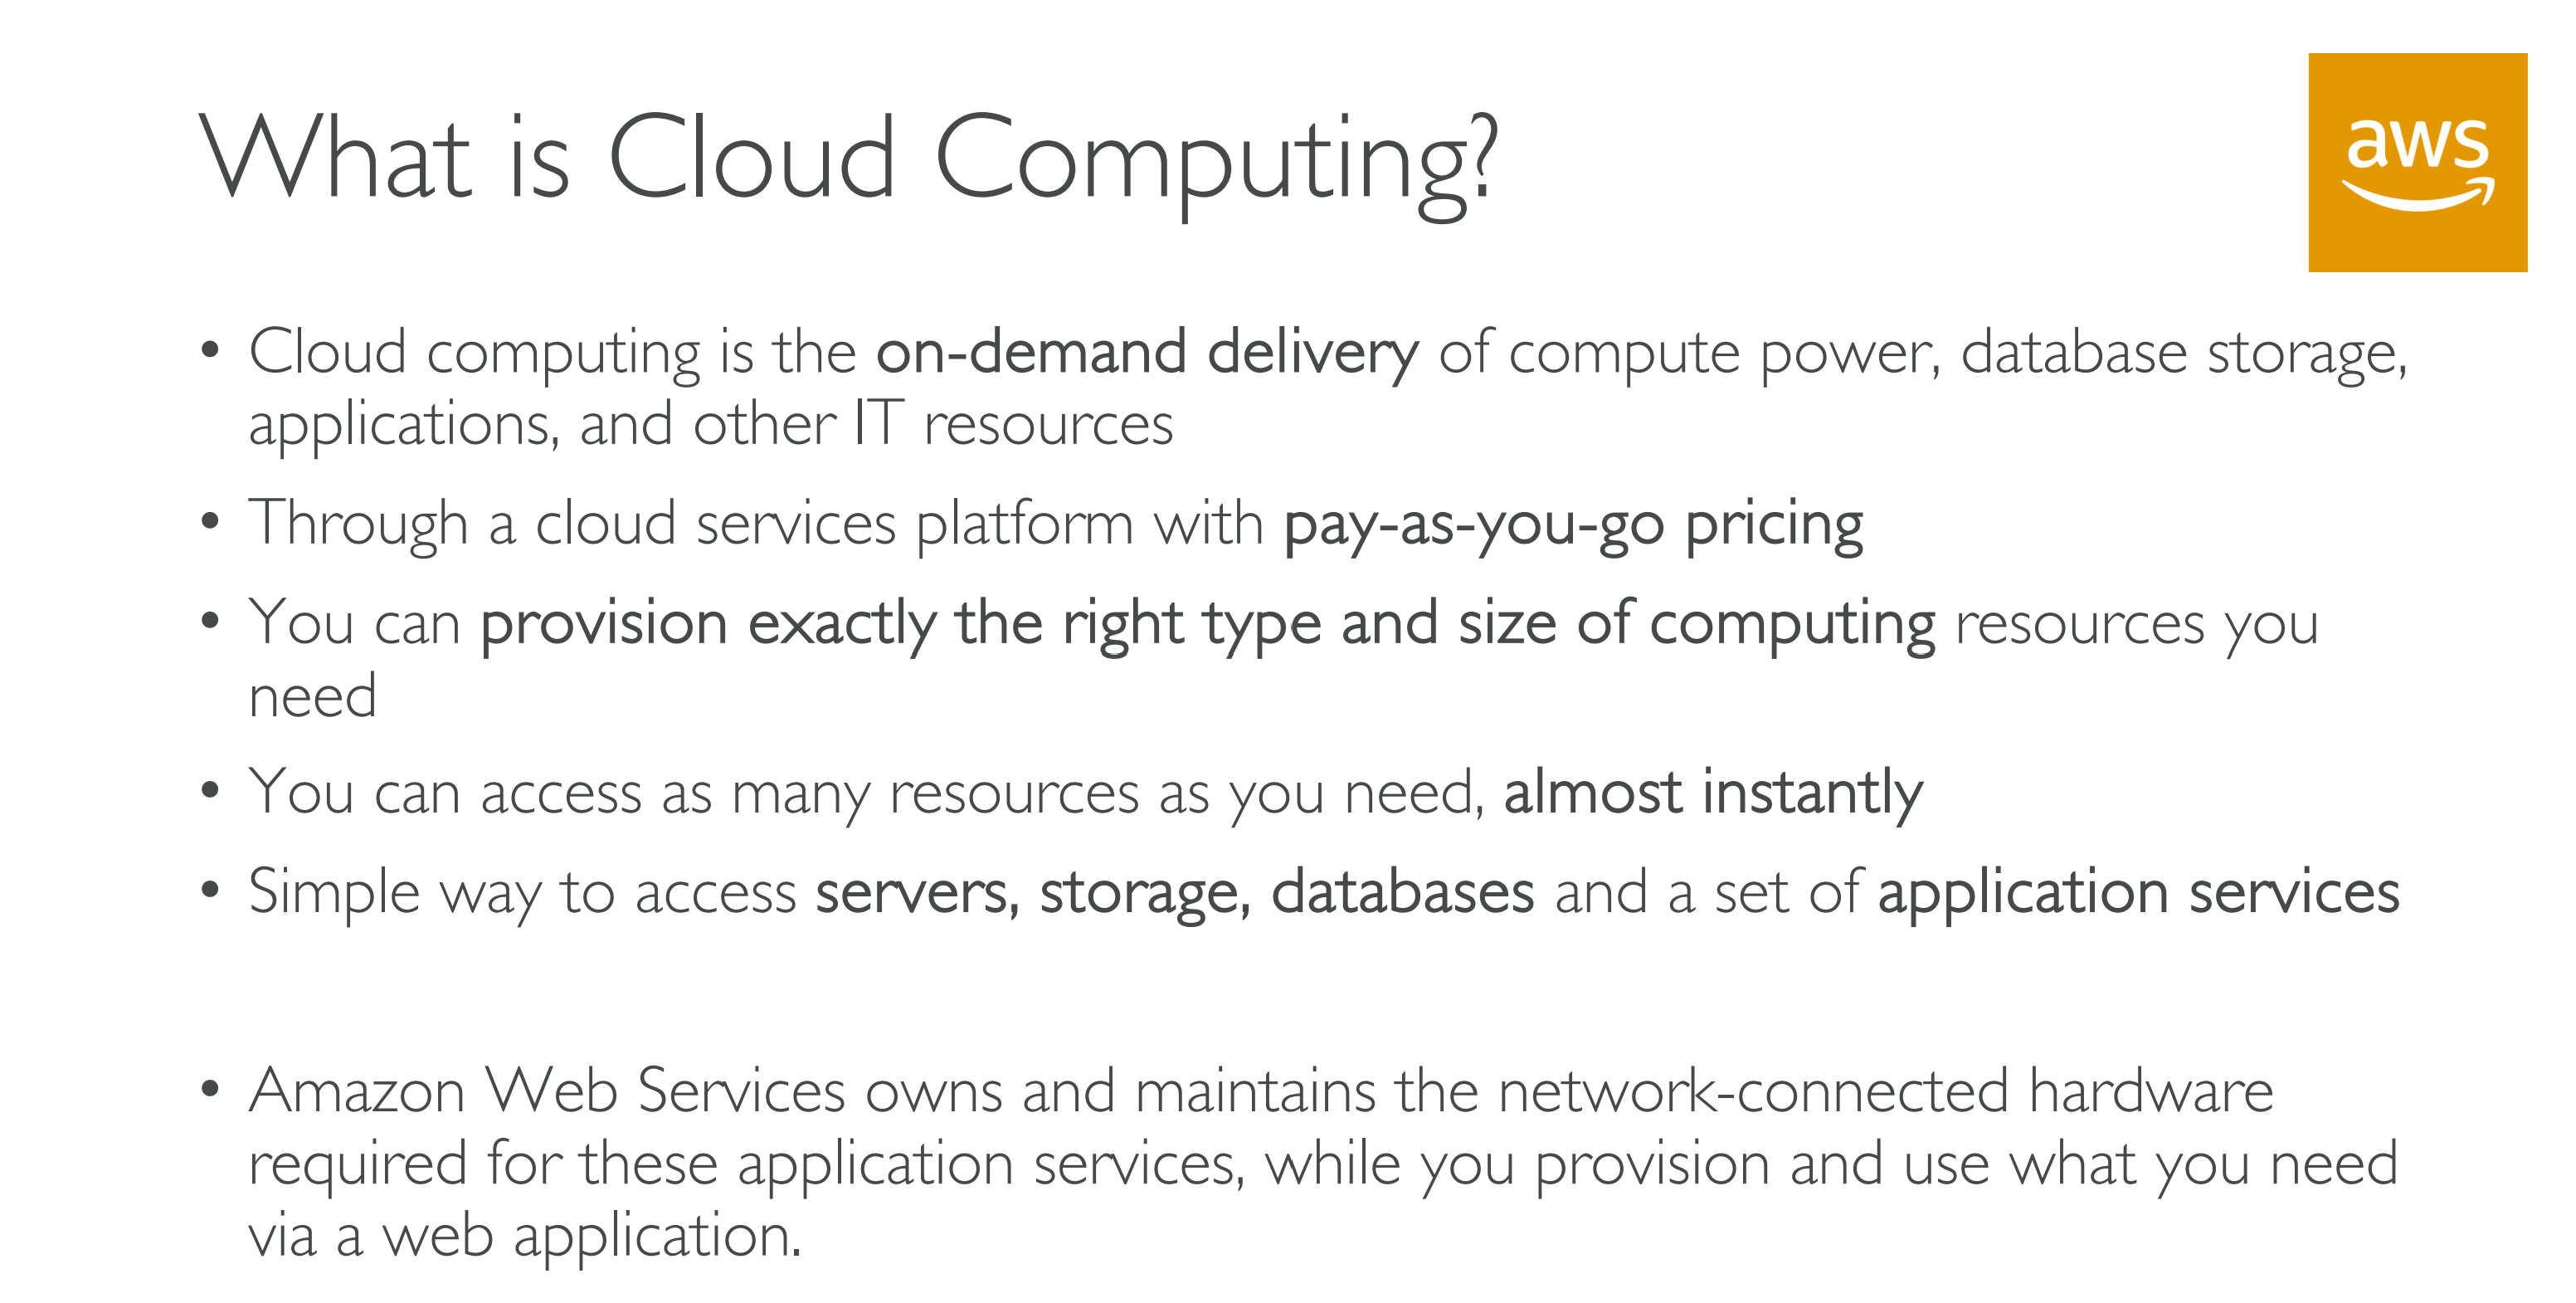 What is Cloud Computing?
aws
• Cloud computing is the on-demand delivery of compute power, database storage,
applications, and other IT resources
• Through a cloud services platform with pay-as-you-go pricing
• You can provision exactly the right type and size of computing resources you
need
• You can access as many resources as you need, almost instantly
• Simple way to access servers, storage, databases and a set of application services
• Amazon Web Services owns and maintains the network-connected hardware
required for these application services, while you provision and use what you need
via a web application.